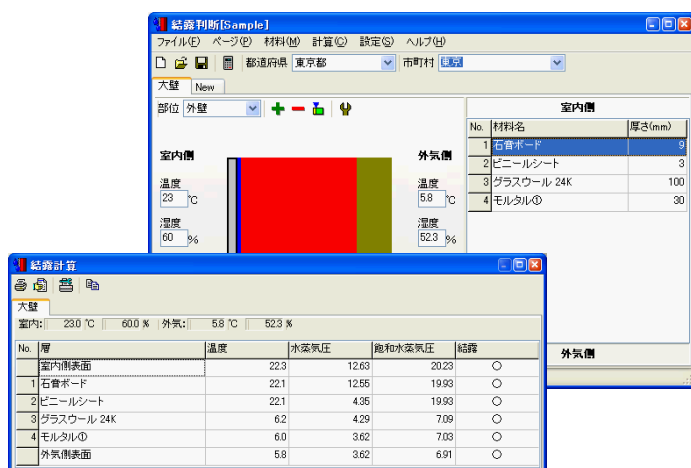 結露判断[Sample]
ファイル(F) ページ(P) 材料(M) 計算(C) 設定(S) ヘルプ(H)
都道府県 東京都 市町村 東京
大壁 New
部位 外壁
室内側
外気側
温度
23 ℃
湿度
60 %
温度
5.8 ℃
湿度
52.3 %
室内側
No. 材料名 厚さ(mm)
1 石膏ボード 9
2 ビニールシート 3
3 グラスウール 24K 100
4 モルタル① 30
外気側
結露計算
大壁
室内: 23.0 ℃ 60.0 % 外気: 5.8 ℃ 52.3 %
No. 層 温度 水蒸気圧 飽和水蒸気圧 結露
室内側表面 22.3 12.63 20.23 ○
1 石膏ボード 22.1 12.55 19.93 ○
2 ビニールシート 22.1 4.35 19.93 ○
3 グラスウール 24K 6.2 4.29 7.09 ○
4 モルタル① 6.0 3.62 7.03 ○
外気側表面 5.8 3.62 6.91 ○